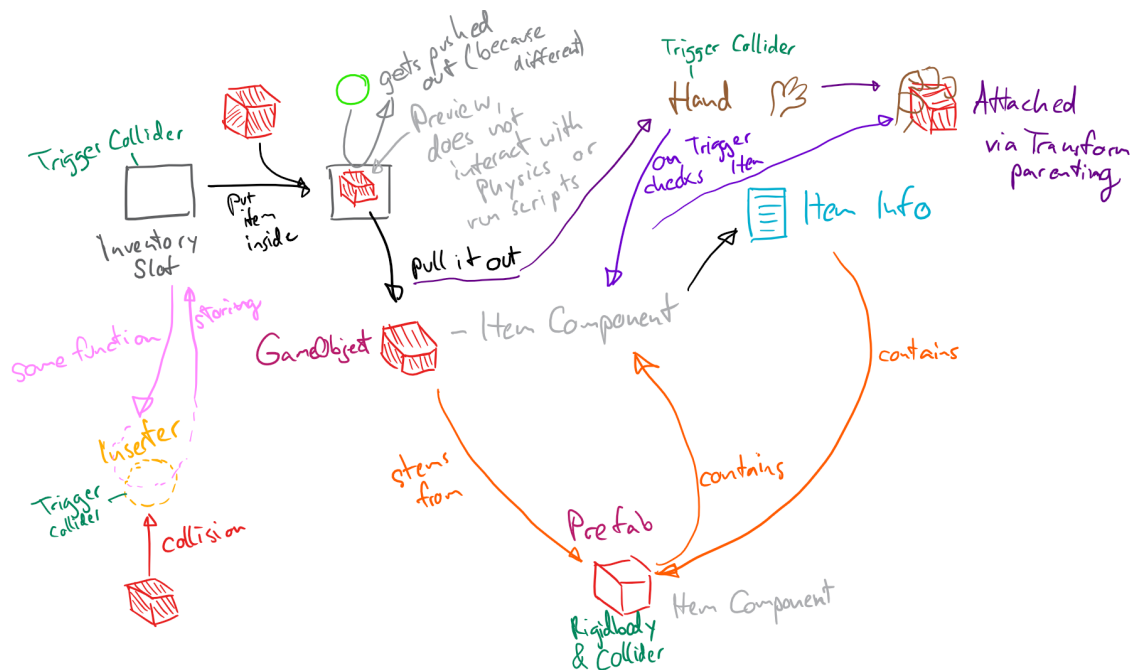 gets pushed
out (because
different)
Trigger Collider
Hand
Attached
via Transform
parenting
Preview,
does not
interact with
physics or
run scripts
Trigger Collider
on Trigger
checks Item
put
item
inside
Inventory
Slot
Item Info
pull it out
storing
same function
GameObject
- Item Component
contains
Inserter
stems
from
contains
Trigger
Collider
collision
Prefab
Item Component
Rigidbody
& Collider